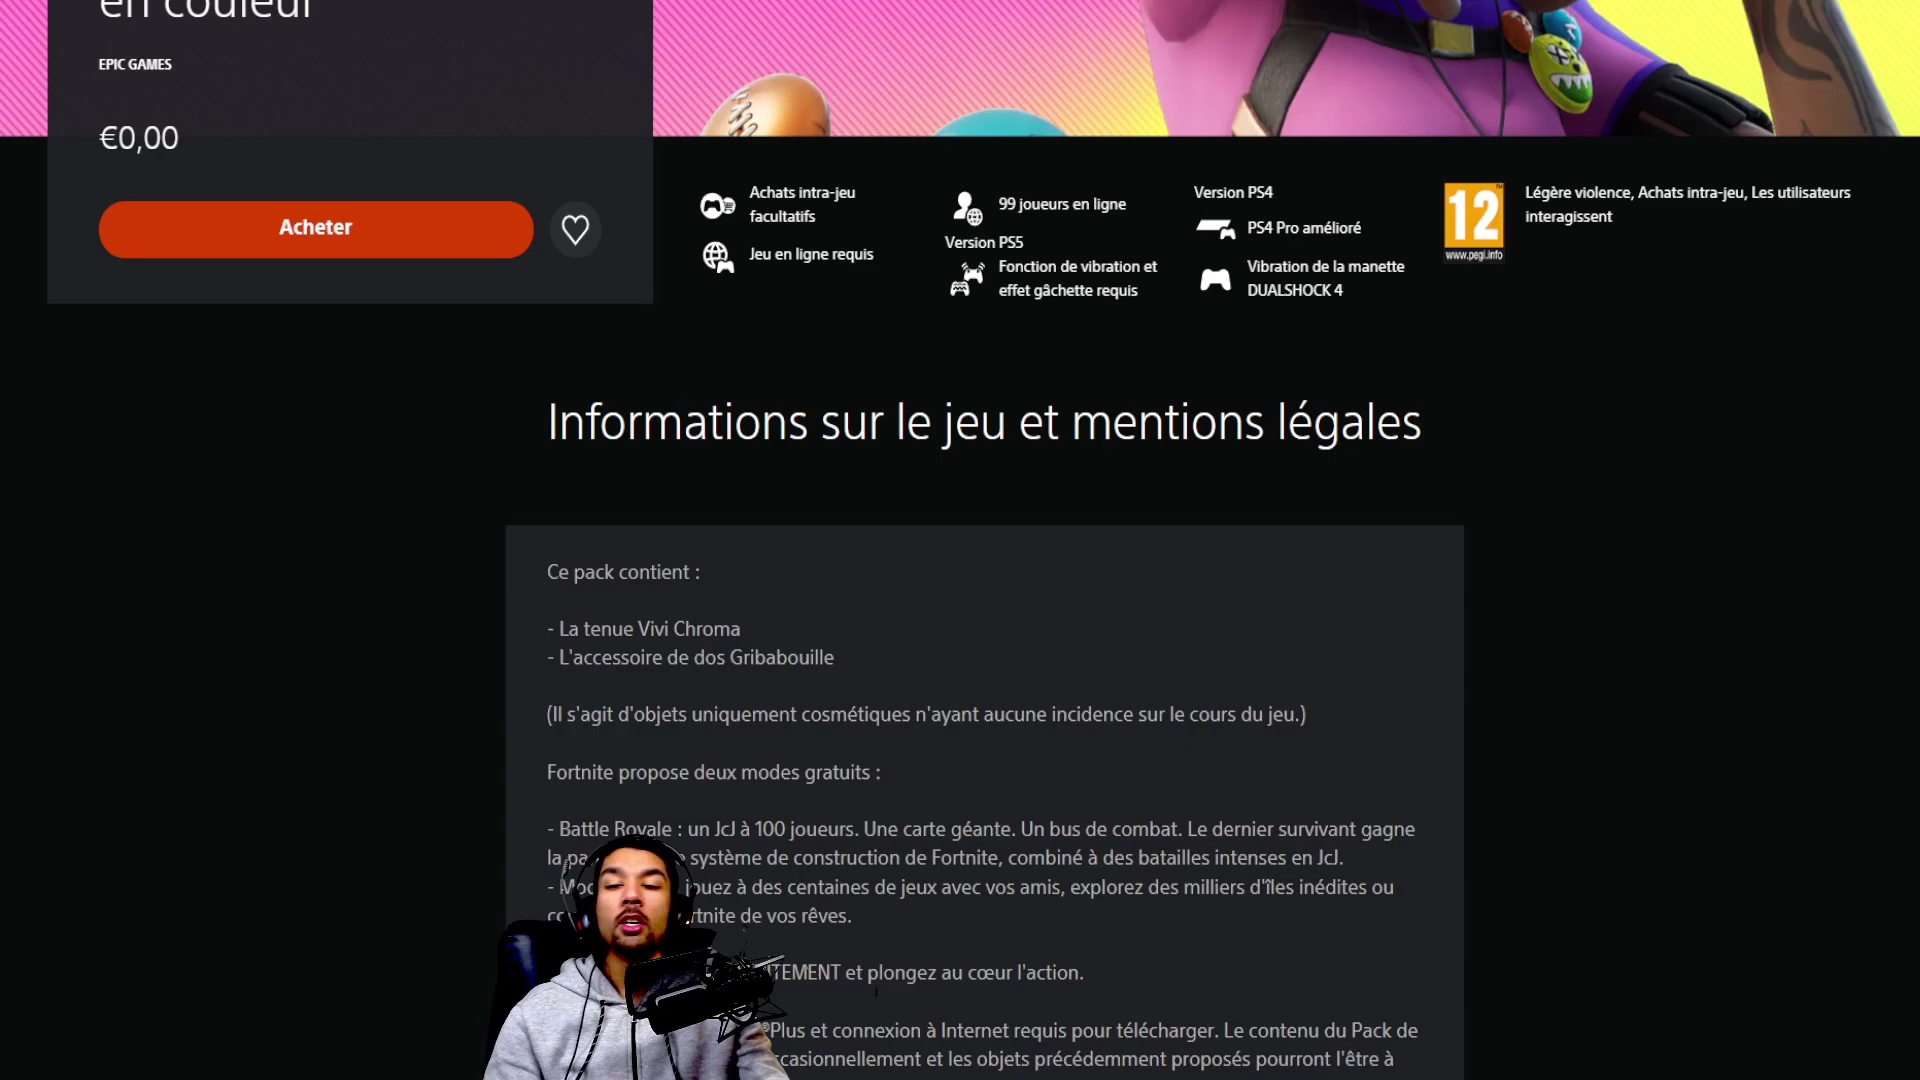 en couleur
EPIC GAMES
€0,00
Acheter
Achats intra-jeu
facultatifs
Jeu en ligne requis
99 joueurs en ligne
Version PS5
Fonction de vibration et
effet gâchette requis
Version PS4
PS4 Pro amélioré
Vibration de la manette
DUALSHOCK 4
12
www.pegi.info
Légère violence, Achats intra-jeu, Les utilisateurs
interagissent
Informations sur le jeu et mentions légales
Ce pack contient :
- La tenue Vivi Chroma
- L'accessoire de dos Gribabouille
(Il s'agit d'objets uniquement cosmétiques n'ayant aucune incidence sur le cours du jeu.)
Fortnite propose deux modes gratuits :
- Battle Royale : un JcJ à 100 joueurs. Une carte géante. Un bus de combat. Le dernier survivant gagne
la système de construction de Fortnite, combiné à des batailles intenses en JcJ.
- jouez à des centaines de jeux avec vos amis, explorez des milliers d'îles inédites ou
de vos rêves.
et plongez au cœur l'action.
Plus et connexion à Internet requis pour télécharger. Le contenu du Pack de
et les objets précédemment proposés pourront l'être à